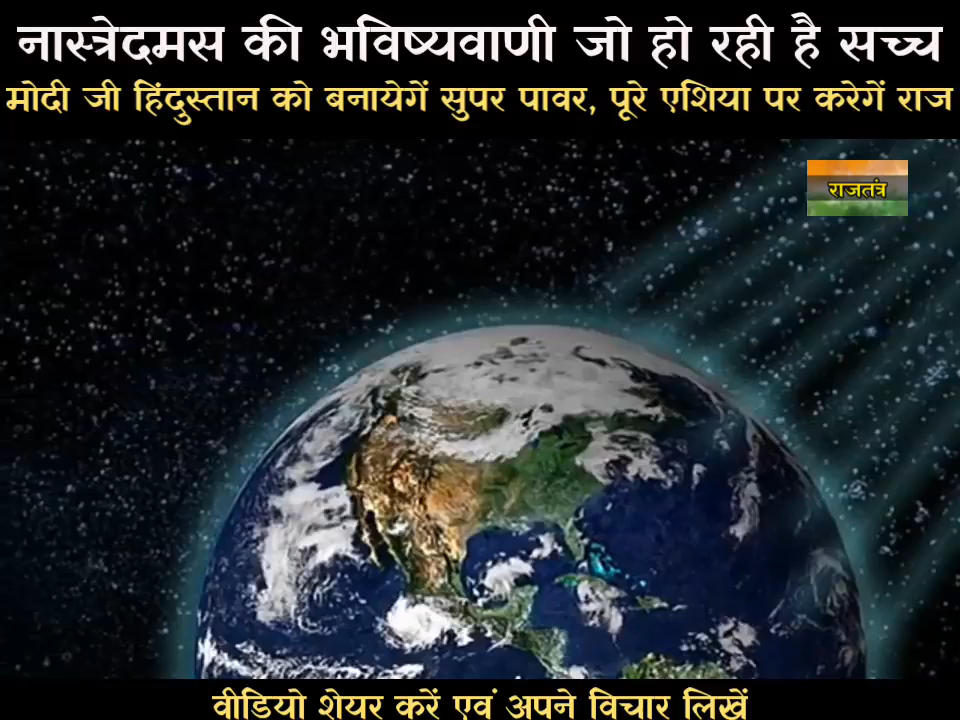 नास्त्रेदमस की भविष्यवाणी जो हो रही है सच्च
मोदी जी हिंदुस्तान को बनायेगें सुपर पावर, पूरे एशिया पर करेगें राज
राजतंत्र
वीडियो शेयर करें एवं अपने विचार लिखें